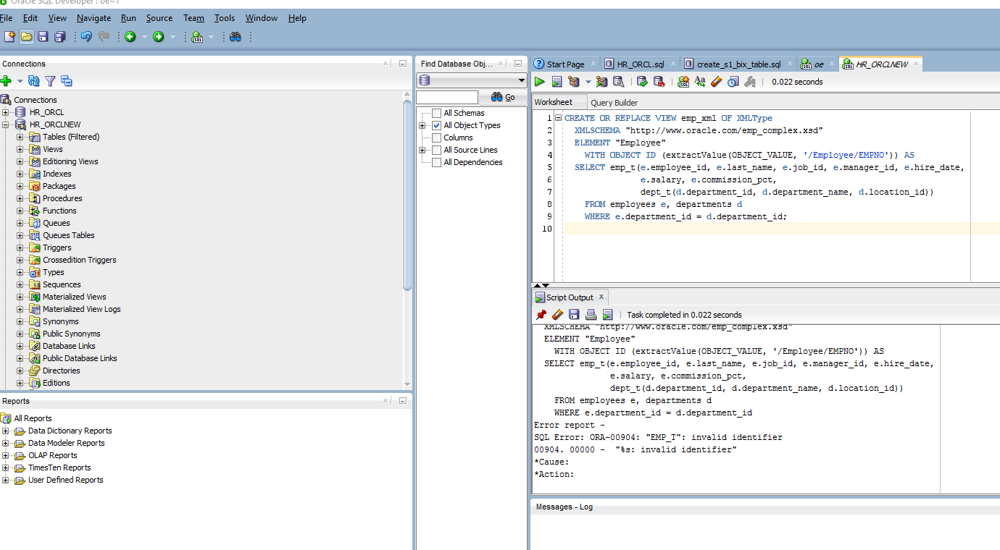 Oracle SQL Developer : oe~1
File Edit View Navigate Run Source Team Tools Window Help
Connections
Connections
HR_ORCL
HR_ORCLNEW
Tables (Filtered)
Views
Editioning Views
Indexes
Packages
Procedures
Functions
Queues
Queues Tables
Triggers
Crossedition Triggers
Types
Sequences
Materialized Views
Materialized View Logs
Synonyms
Public Synonyms
Database Links
Public Database Links
Directories
Editions
Reports
All Reports
Data Dictionary Reports
Data Modeler Reports
OLAP Reports
TimesTen Reports
User Defined Reports
Find Database Obj...
Go
All Schemas
All Object Types
Columns
All Source Lines
All Dependencies
Start Page HR_ORCL.sql create_s1_bix_table.sql oe HR_ORCLNEW
0.022 seconds
Worksheet Query Builder
1 CREATE OR REPLACE VIEW emp_xml OF XMLType
2 XMLSCHEMA "http://www.oracle.com/emp_complex.xsd"
3 ELEMENT "Employee"
4 WITH OBJECT ID (extractValue(OBJECT_VALUE, '/Employee/EMPNO')) AS
5 SELECT emp_t(e.employee_id, e.last_name, e.job_id, e.manager_id, e.hire_date,
6 e.salary, e.commission_pct,
7 dept_t(d.department_id, d.department_name, d.location_id))
8 FROM employees e, departments d
9 WHERE e.department_id = d.department_id;
10
Script Output
Task completed in 0.022 seconds
XMLSCHEMA "http://www.oracle.com/emp_complex.xsd"
ELEMENT "Employee"
WITH OBJECT ID (extractValue(OBJECT_VALUE, '/Employee/EMPNO')) AS
SELECT emp_t(e.employee_id, e.last_name, e.job_id, e.manager_id, e.hire_date,
e.salary, e.commission_pct,
dept_t(d.department_id, d.department_name, d.location_id))
FROM employees e, departments d
WHERE e.department_id = d.department_id
Error report -
SQL Error: ORA-00904: "EMP_T": invalid identifier
00904. 00000 - "%s: invalid identifier"
*Cause:
*Action:
Messages - Log